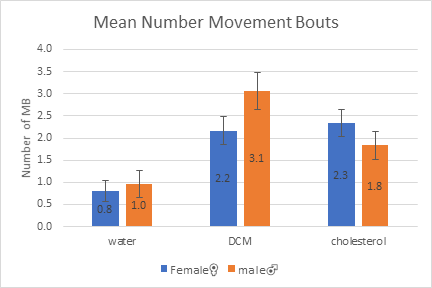 Mean Number Movement Bouts
Number of MB
4.0
3.5
3.0
2.5
2.0
1.5
1.0
0.5
0.0
0.8
1.0
2.2
3.1
2.3
1.8
water
DCM
cholesterol
Female♀
male♂